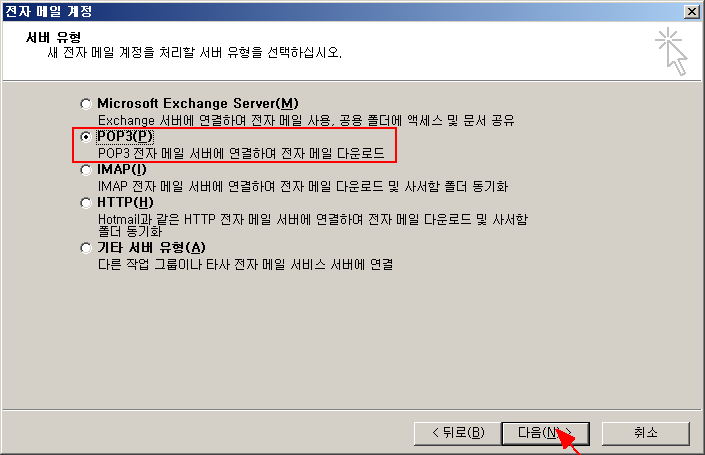 전자 메일 계정
서버 유형
새 전자 메일 계정을 처리할 서버 유형을 선택하십시오.
Microsoft Exchange Server(M)
Exchange 서버에 연결하여 전자 메일 사용, 공용 폴더에 액세스 및 문서 공유
POP3(P)
POP3 전자 메일 서버에 연결하여 전자 메일 다운로드
IMAP(I)
IMAP 전자 메일 서버에 연결하여 전자 메일 다운로드 및 사서함 폴더 동기화
HTTP(H)
Hotmail과 같은 HTTP 전자 메일 서버에 연결하여 전자 메일 다운로드 및 사서함
폴더 동기화
기타 서버 유형(A)
다른 작업 그룹이나 타사 전자 메일 서비스 서버에 연결
< 뒤로(B) 다음(N) > 취소